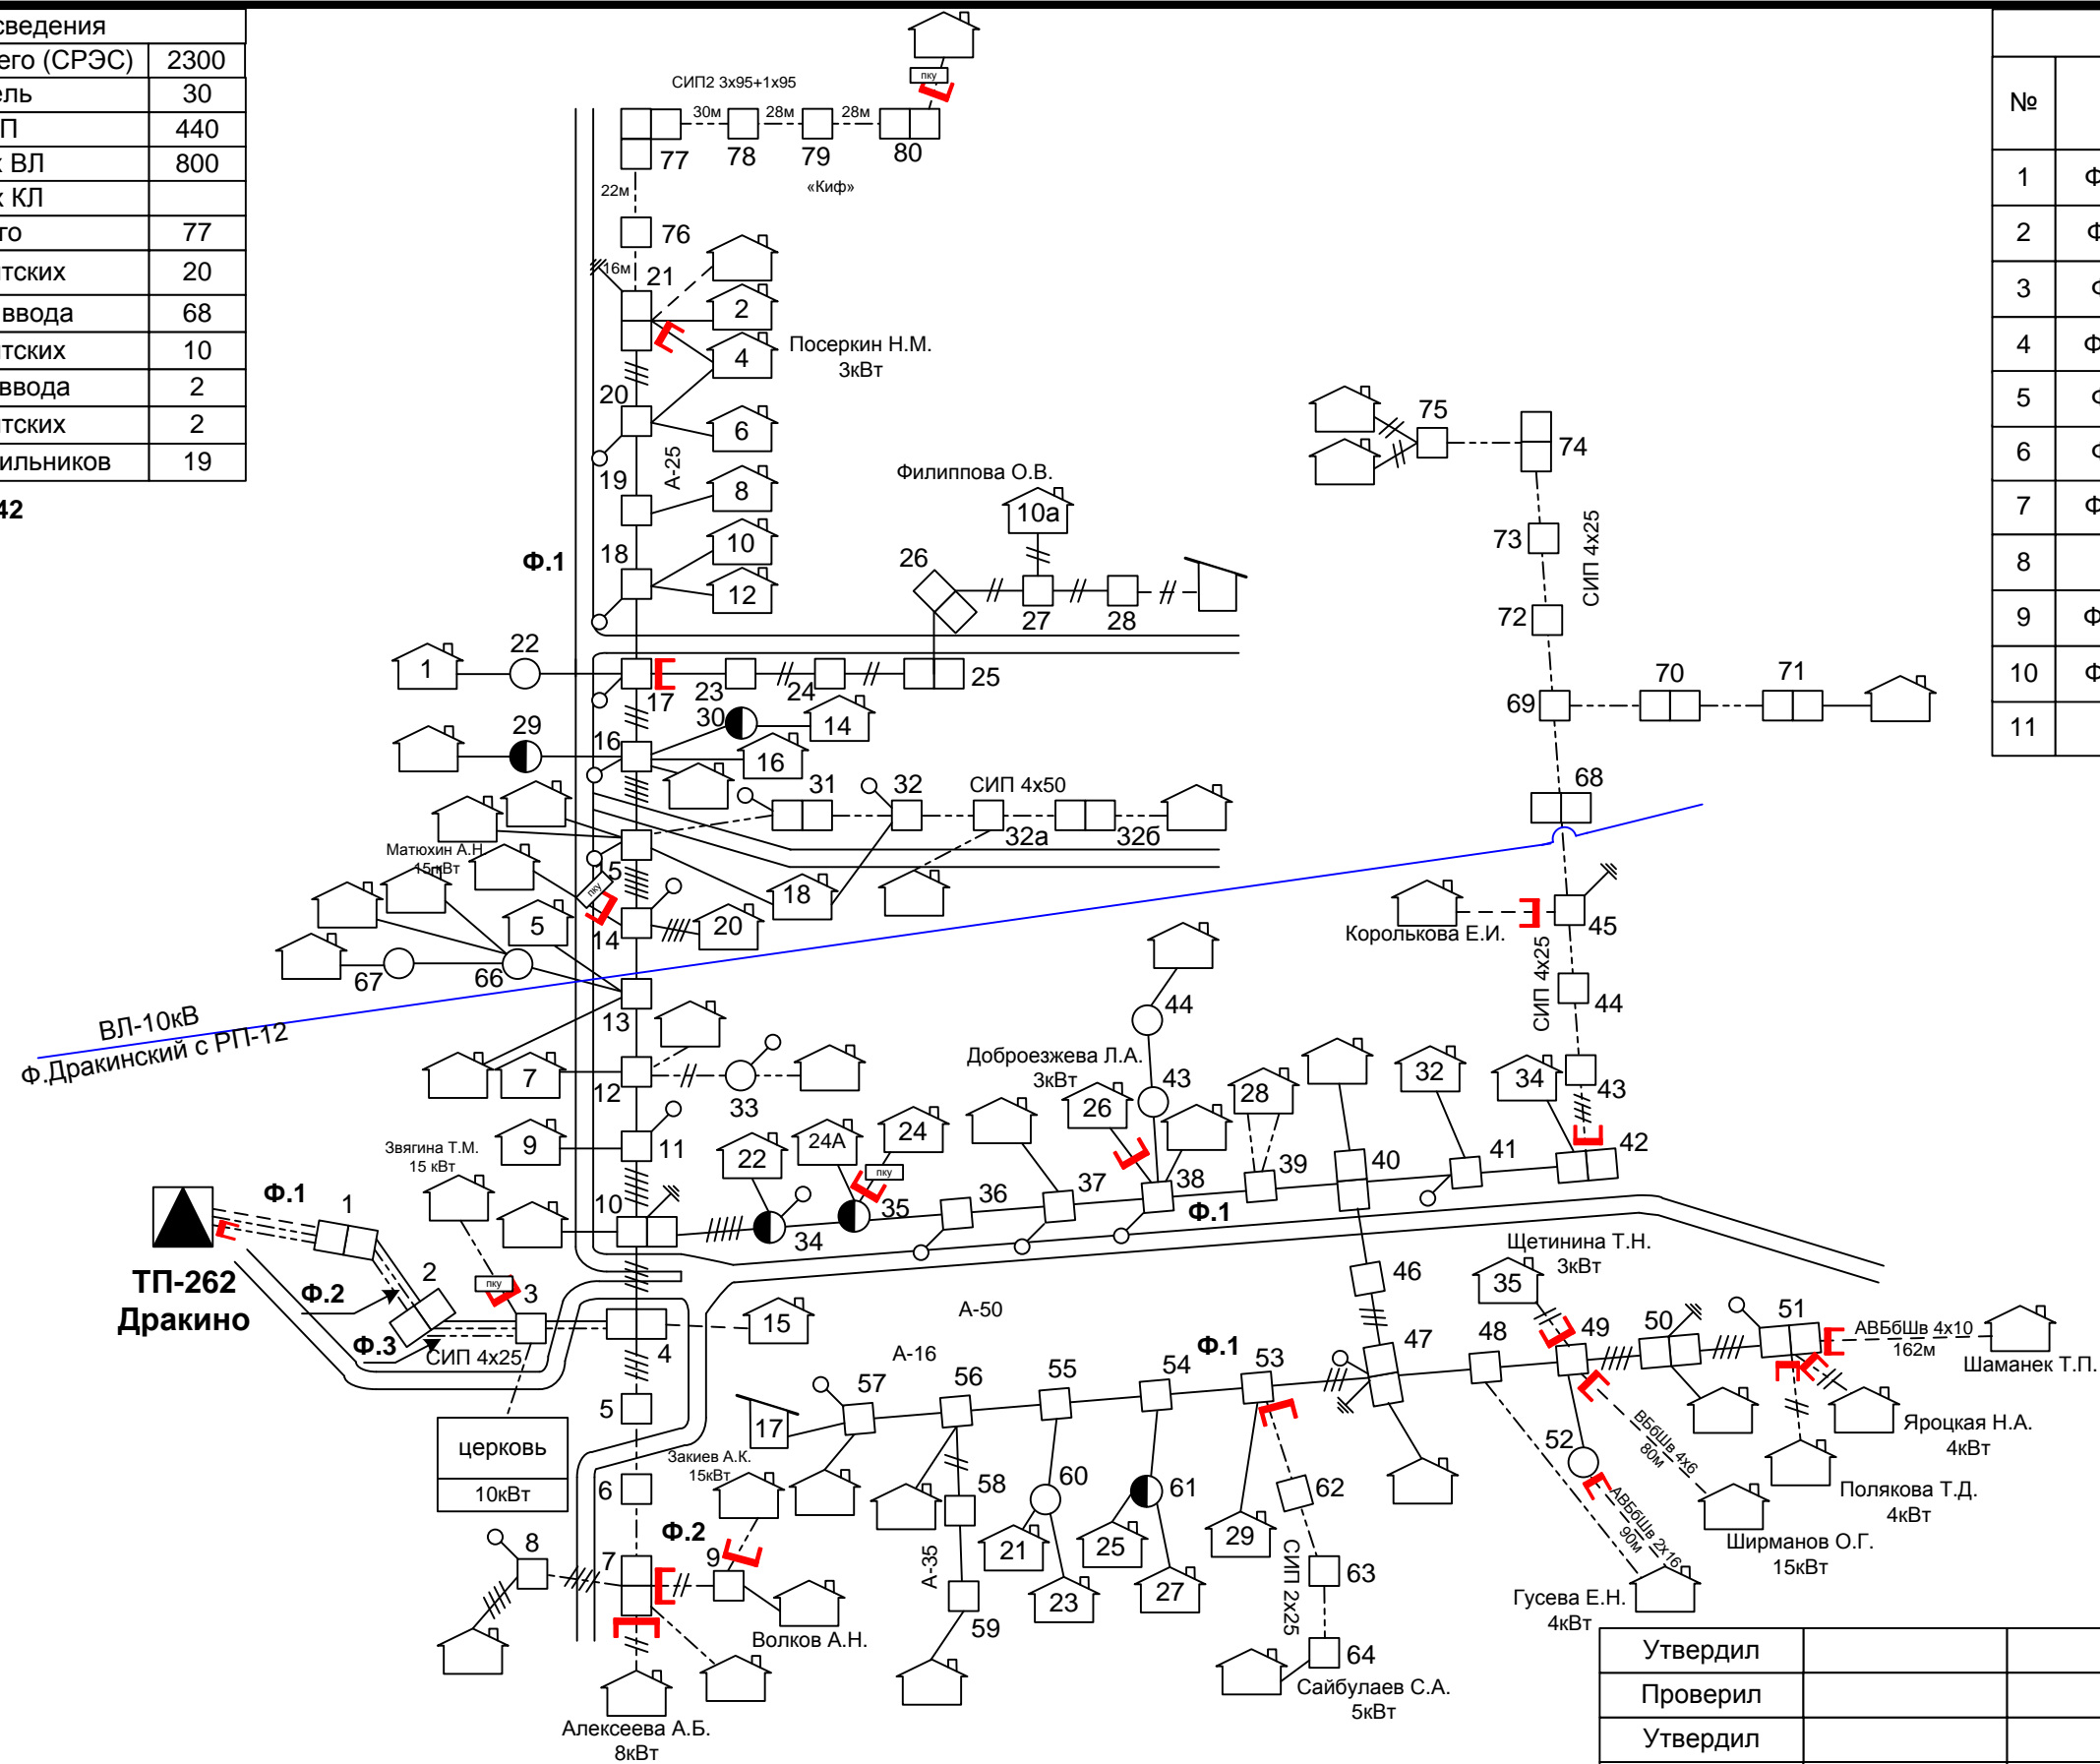 сведения
его (СРЭС) 2300
ель 30
П 440
х ВЛ 800
х КЛ
го 77
нтских 20
ввода 68
нтских 10
ввода 2
нтских 2
ильников 19
42
№
1 Ф
2 Ф
3 Ф
4 Ф
5 Ф
6 Ф
7 Ф
8
9 Ф
10 Ф
11
СИП2 3х95+1х95
пку
30м 28м 28м
77 78 79 80
«Киф»
22м
76
16м 21
2
4
Посеркин Н.М.
3кВт
20
6
А-25
19
8
Ф.1
18
10
12
Филиппова О.В.
10а
26
27 28
75
74
73
СИП 4х25
72
1
22
17
23 24
25
69
70 71
29
16
30
14
16
68
31 32
СИП 4х50
32а 32б
Матюхин А.Н
15кВт
5
пку
18
5
14
20
67 66
Королькова Е.И.
45
СИП 4х25
44
13
ВЛ-10кВ
Ф.Дракинский с РП-12
44
Доброезжева Л.А.
3кВт
43
26
28
32
34
43
7
12
33
9
11
Звягина Т.М.
15 кВт
22
24А
24
пку
10
34
35
36
37
38
39
40
41
42
Ф.1
Ф.1
1
ТП-262
Дракино
Ф.2
2
пку
3
Ф.3
СИП 4х25
4
15
А-50
46
Щетинина Т.Н.
3кВт
35
А-16
Ф.1
47
48
49
50
51
АВБбШв 4х10
162м
Шаманек Т.П.
Яроцкая Н.А.
4кВт
Полякова Т.Д.
4кВт
5
17
57
56
55
54
53
церковь
10кВт
Закиев А.К.
15кВт
6
58
60
61
62
52
ВБбШв 4х6
80м
Ширманов О.Г.
15кВт
АВБбШв 2х16
90м
Гусева Е.Н.
4кВт
8
7
Ф.2
9
А-35
21
25
29
63
СИП 2х25
23
27
59
64
Волков А.Н.
Сайбулаев С.А.
5кВт
Алексеева А.Б.
8кВт
Утвердил
Проверил
Утвердил